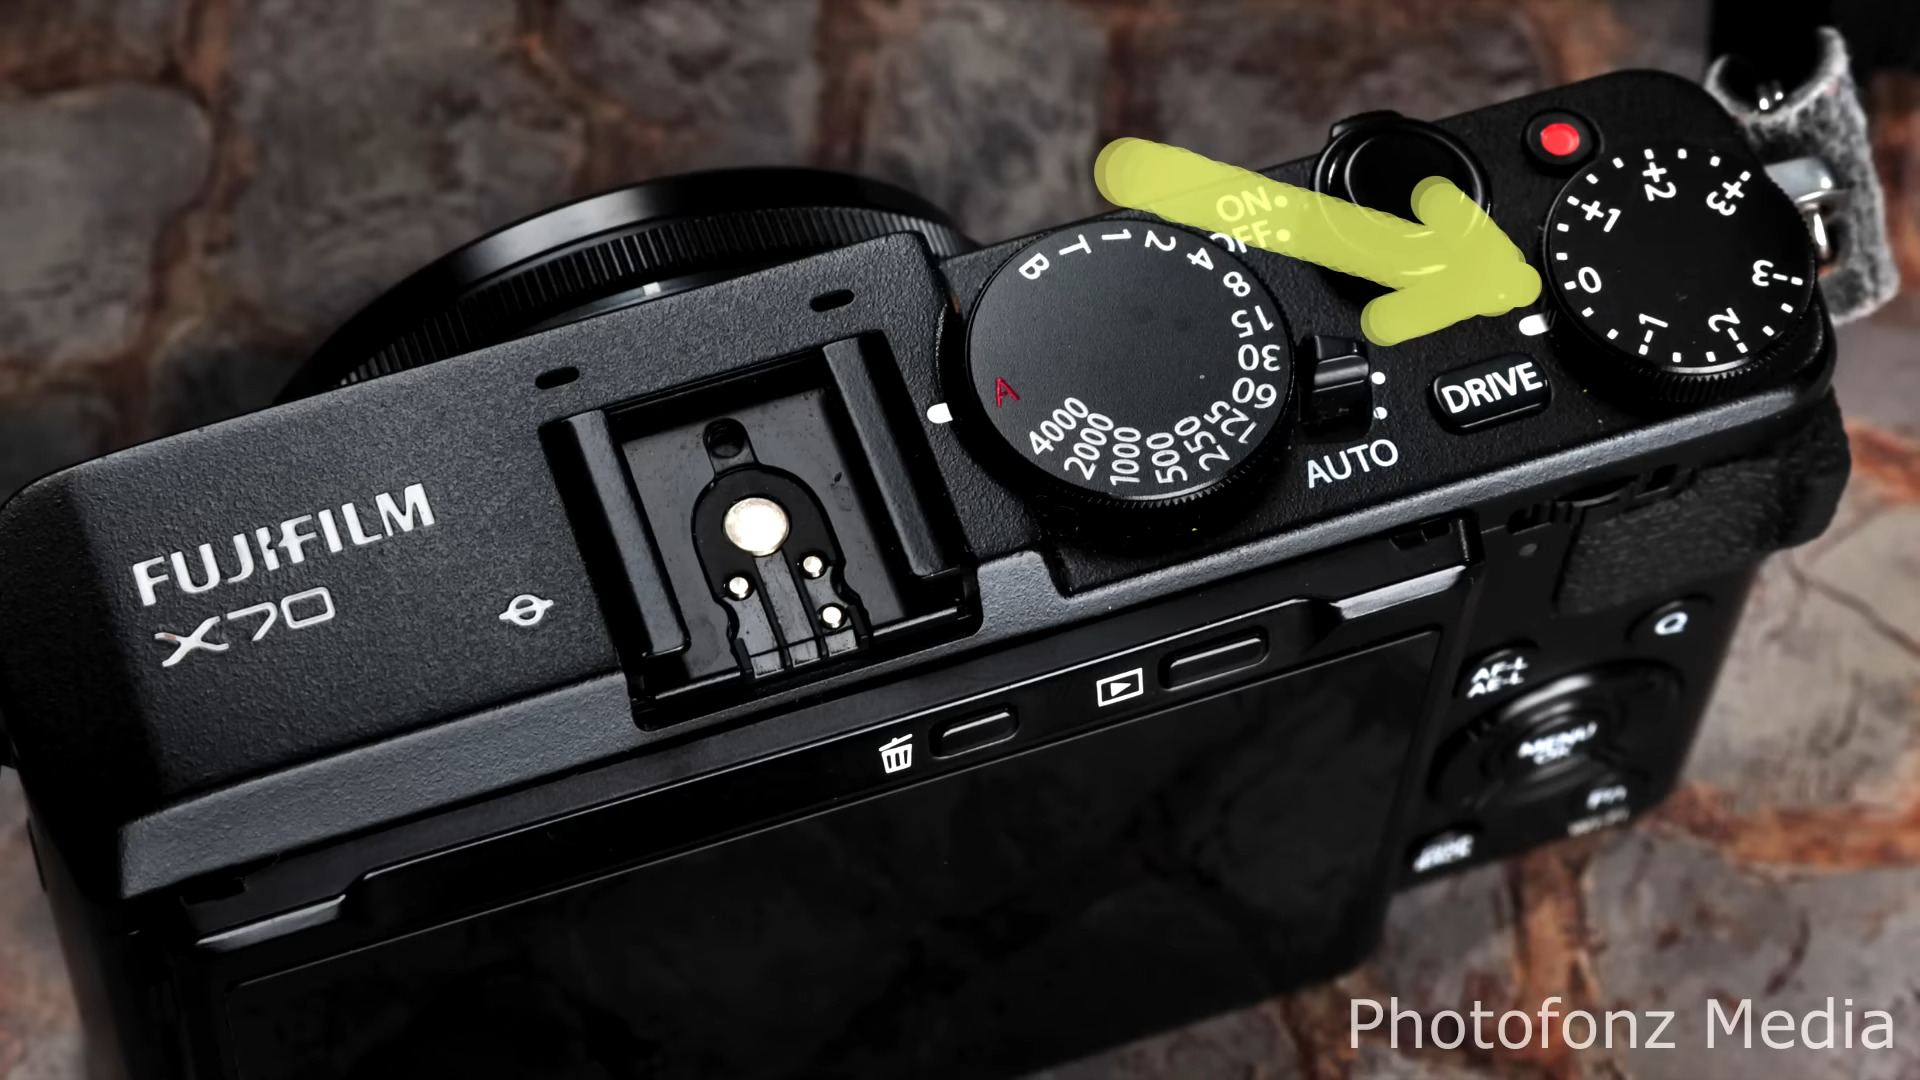 FUJIFILM
X70
ON
OFF
B T 1 2 4 8 15 30 60 125 250 500 1000 2000 4000 A
AUTO
DRIVE
+3 +2 +1 0 1 2 3
Q
AF-L
AE-L
MENU
Photofonz Media